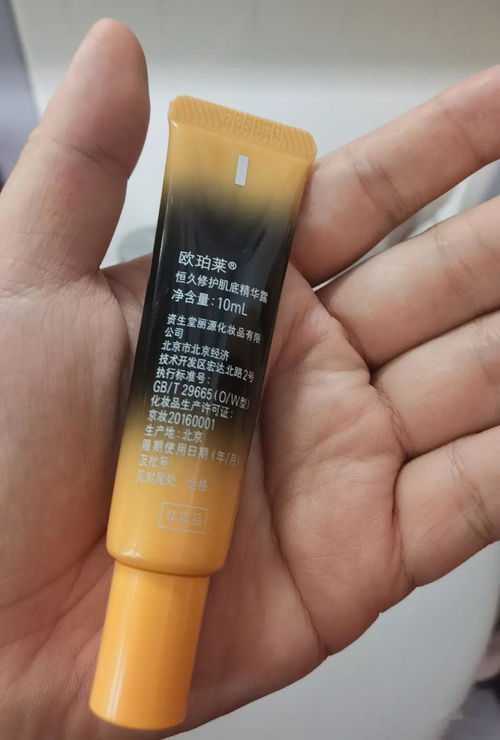 欧珀莱®
恒久修护肌底精华露
净含量:10mL
资生堂丽源化妆品有限
公司
北京市北京经济
技术开发区宏达北路2号
执行标准号:
GB/T 29665(O/W型)
化妆品生产许可证:
京妆20160001
生产地:北京
限期使用日期(年/月)
及批号
见封尾处 合格
非卖品